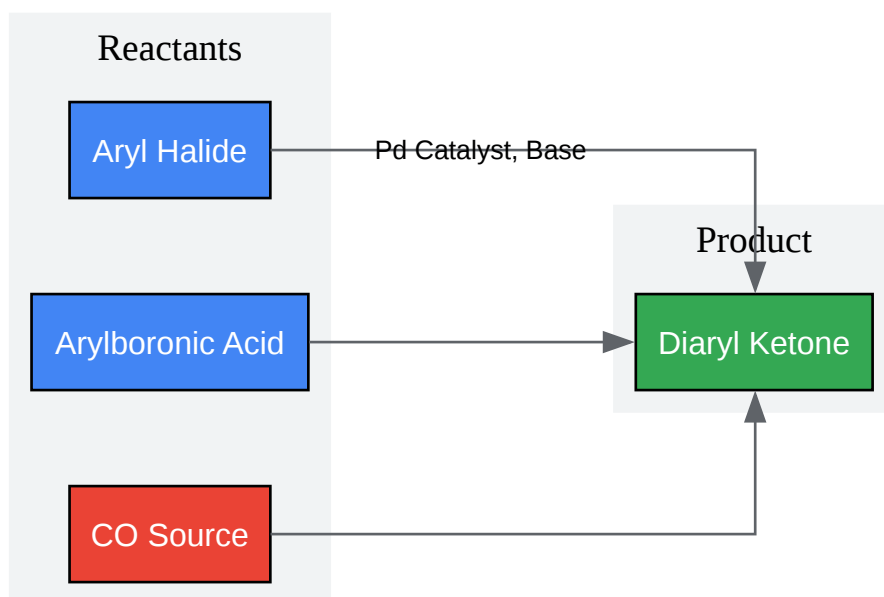 Reactants
Aryl Halide
Pd Catalyst, Base
Product
Arylboronic Acid
Diaryl Ketone
CO Source